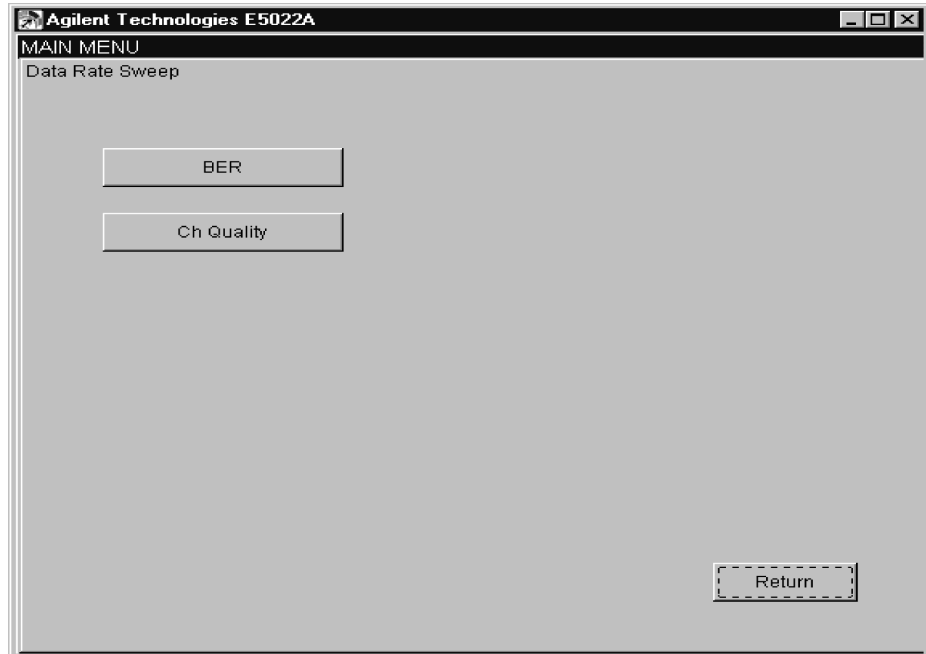 Agilent Technologies E5022A
MAIN MENU
Data Rate Sweep
BER
Ch Quality
Return